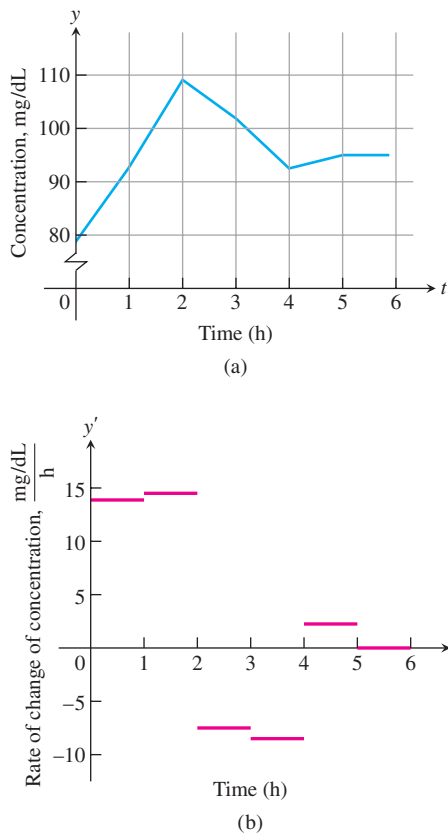 y
Concentration, mg/dL
110
100
90
80
0 1 2 3 4 5 6 t
Time (h)
(a)
y′
Rate of change of concentration, mg/dL
h
15
10
5
0 1 2 3 4 5 6
−5
−10
Time (h)
(b)